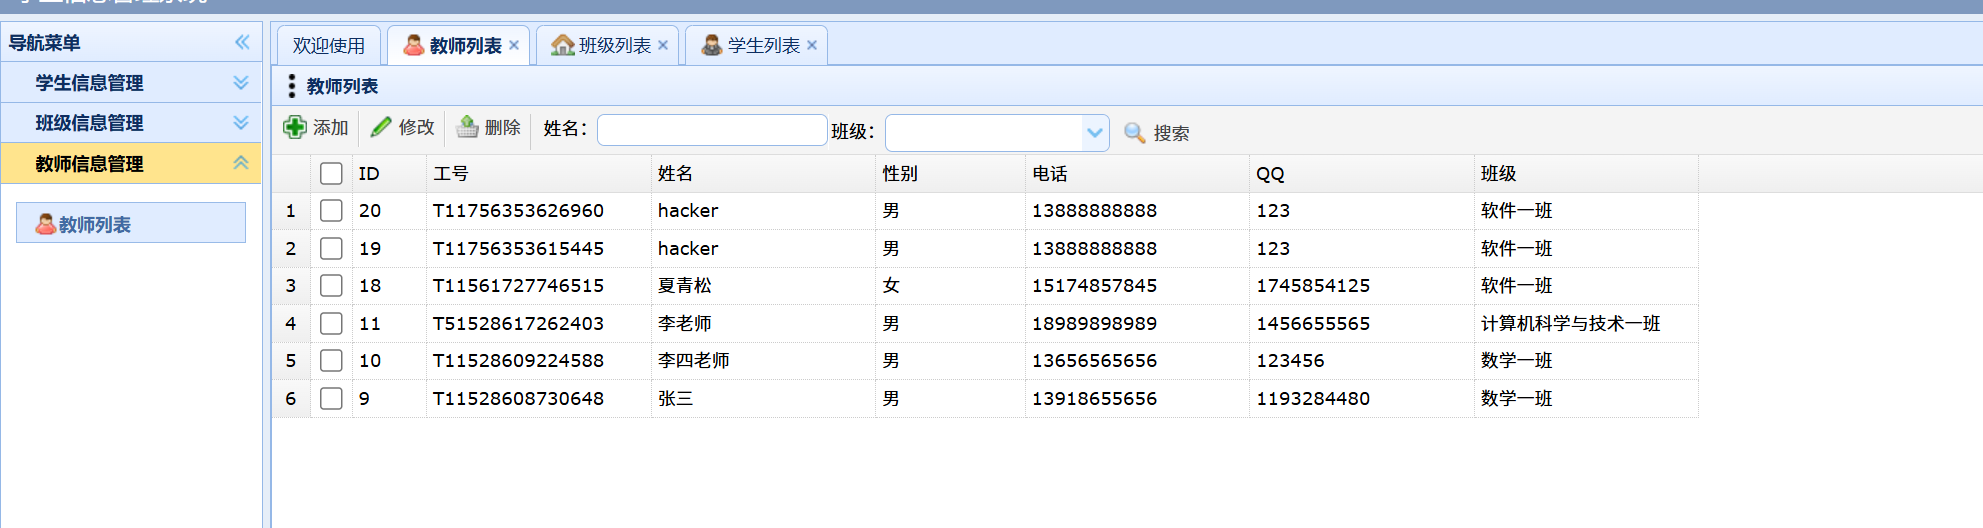 导航菜单
学生信息管理
班级信息管理
教师信息管理
教师列表
欢迎使用 教师列表 班级列表 学生列表
教师列表
添加 修改 删除 姓名: 班级: 搜索
ID 工号 姓名 性别 电话 QQ 班级
1 20 T11756353626960 hacker 男 13888888888 123 软件一班
2 19 T11756353615445 hacker 男 13888888888 123 软件一班
3 18 T11561727746515 夏青松 女 15174857845 1745854125 软件一班
4 11 T51528617262403 李老师 男 18989898989 1456655565 计算机科学与技术一班
5 10 T11528609224588 李四老师 男 13656565656 123456 数学一班
6 9 T11528608730648 张三 男 13918655656 1193284480 数学一班